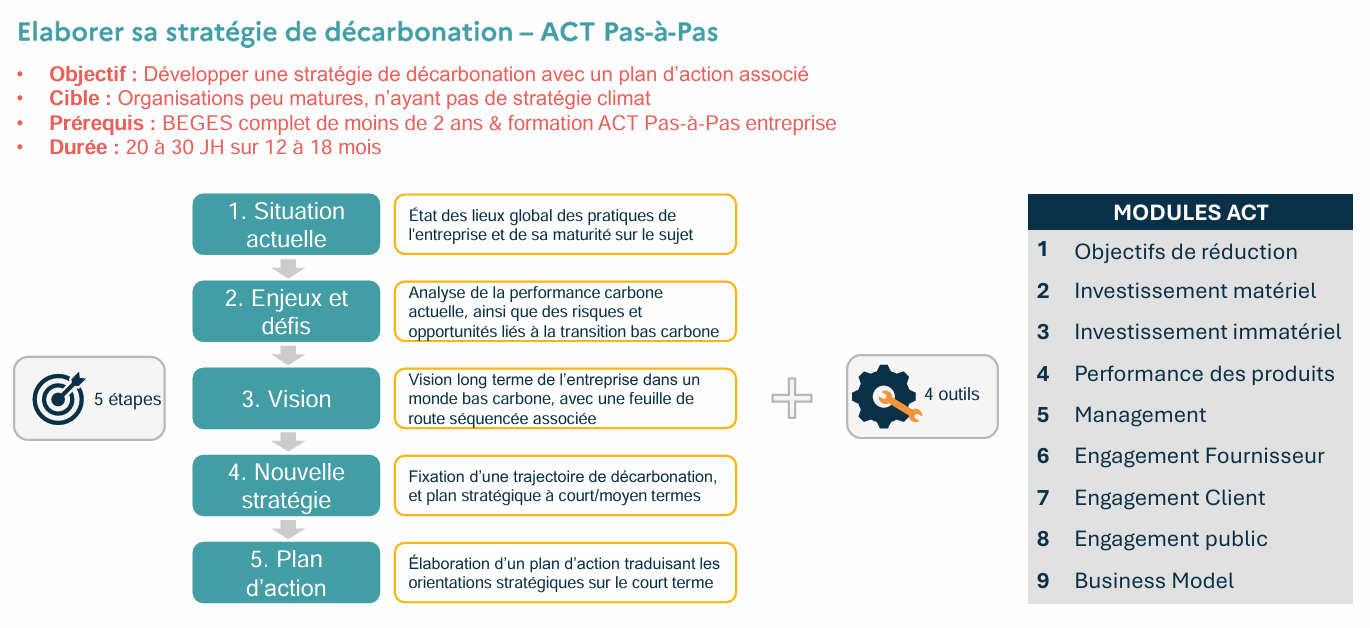 Elaborer sa stratégie de décarbonation – ACT Pas-à-Pas
• Objectif : Développer une stratégie de décarbonation avec un plan d'action associé
• Cible : Organisations peu matures, n'ayant pas de stratégie climat
• Prérequis : BEGES complet de moins de 2 ans & formation ACT Pas-à-Pas entreprise
• Durée : 20 à 30 JH sur 12 à 18 mois
5 étapes
1. Situation
actuelle
État des lieux global des pratiques de
l'entreprise et de sa maturité sur le sujet
2. Enjeux et
défis
Analyse de la performance carbone
actuelle, ainsi que des risques et
opportunités liés à la transition bas carbone
3. Vision
Vision long terme de l'entreprise dans un
monde bas carbone, avec une feuille de
route séquencée associée
4. Nouvelle
stratégie
Fixation d'une trajectoire de décarbonation,
et plan stratégique à court/moyen termes
5. Plan
d'action
Élaboration d'un plan d'action traduisant les
orientations stratégiques sur le court terme
4 outils
MODULES ACT
1 Objectifs de réduction
2 Investissement matériel
3 Investissement immatériel
4 Performance des produits
5 Management
6 Engagement Fournisseur
7 Engagement Client
8 Engagement public
9 Business Model